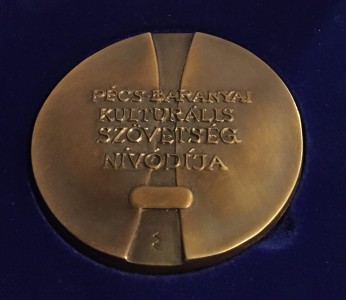 PÉCS-BARANYAI
KULTURÁLIS
SZÖVETSÉG
NÍVÓDÍJA